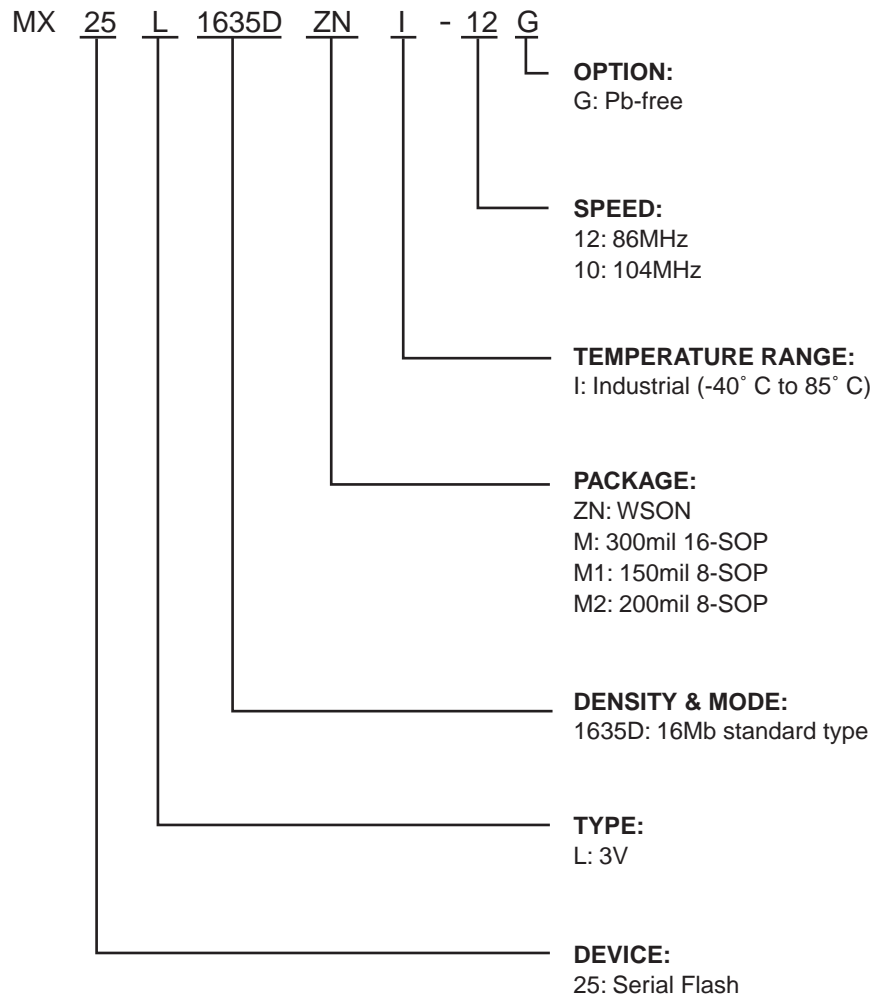 MX 25 L 1635D ZN I - 12 G
OPTION:
G: Pb-free
SPEED:
12: 86MHz
10: 104MHz
TEMPERATURE RANGE:
I: Industrial (-40˚ C to 85˚ C)
PACKAGE:
ZN: WSON
M: 300mil 16-SOP
M1: 150mil 8-SOP
M2: 200mil 8-SOP
DENSITY & MODE:
1635D: 16Mb standard type
TYPE:
L: 3V
DEVICE:
25: Serial Flash